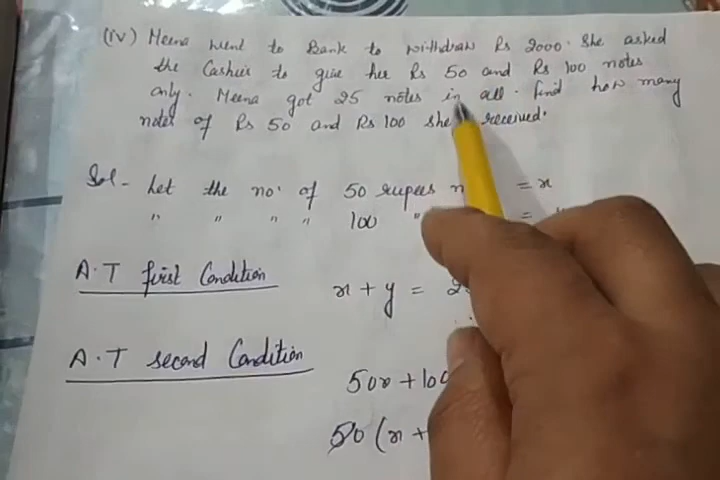 (iv) Meena went to Bank to withdraw Rs 2000. She asked
the Cashier to give her Rs 50 and Rs 100 notes
only. Meena got 25 notes in all. Find how many
notes of Rs 50 and Rs 100 she received.
Sol - Let the no. of 50 rupees = x
" " " " 100 " =
A.T first Condition
x + y = 2
A.T second Condition
50x + 100
50 (x +